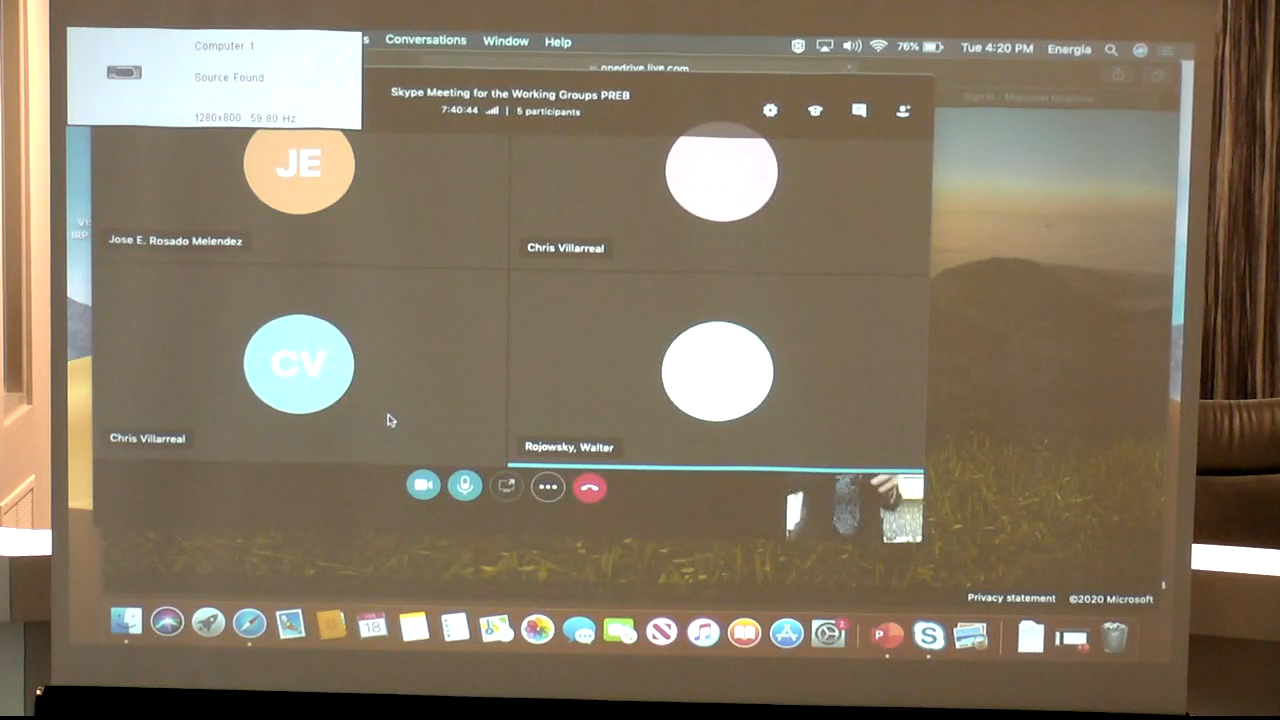 Computer 1
Source Found
1280x800 59.80 Hz
s Conversations Window Help
76% Tue 4:20 PM Energia
onedrive.live.com
Skype Meeting for the Working Groups PREB
7:40:44 | 5 participants
JE
Jose E. Rosado Melendez
Chris Villarreal
CV
Chris Villarreal
Rojowsky, Walter
Privacy statement ©2020 Microsoft
18
2
P
S